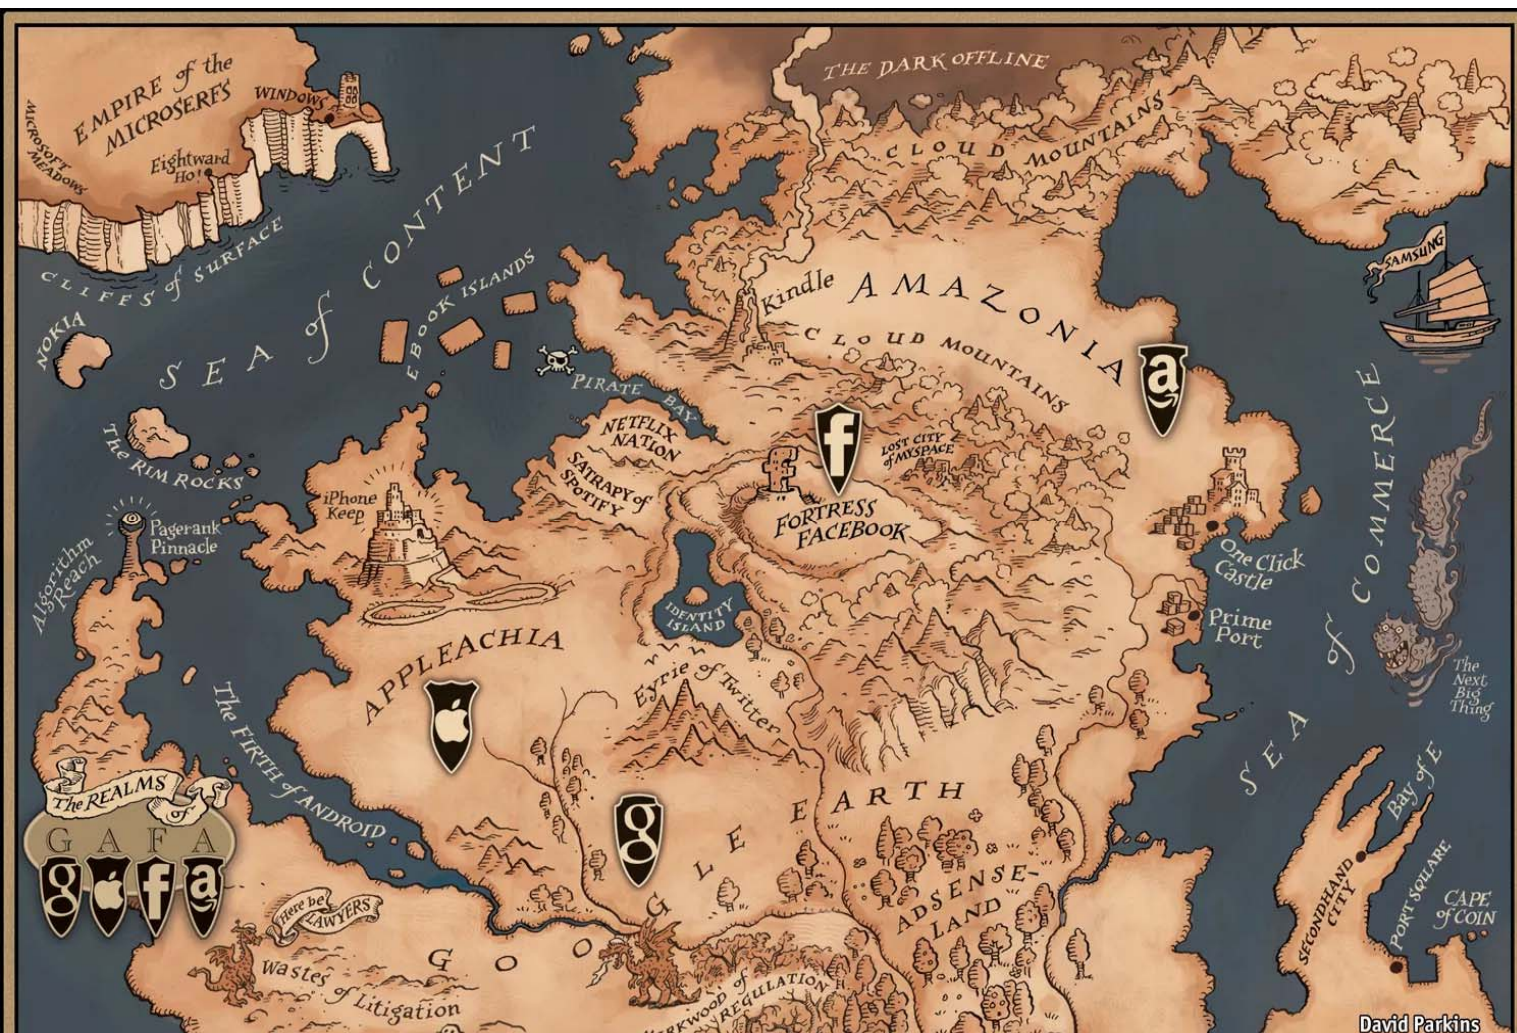 THE DARK OFFLINE
EMPIRE of the
MICROSERFS
WINDOWS
MICROSOFT
MEADOWS
Eightward
Ho!
CLOUD MOUNTAINS
CLIFFS of SURFACE
SEA of CONTENT
EBOOK ISLANDS
NOKIA
Kindle
AMAZONIA
SAMSUNG
CLOUD MOUNTAINS
PIRATE BAY
a
f
The RIM ROCKS
NETFLIX
NATION
SATRAPY of
SPOTIFY
LOST CITY
of MYSPACE
f
FORTRESS
FACEBOOK
iPhone
Keep
Pagerank
Pinnacle
Algorithm
Reach
One Click
Castle
Prime
Port
SEA of COMMERCE
The
Next
Big
Thing
IDENTITY
ISLAND
APPLEACHIA
Eyrie of Twitter
The FIRTH of ANDROID
g
GOOGLE EARTH
ADSENSE-
LAND
The REALMS
OF
G A F A
g f a
Here be
LAWYERS
Wastes of Litigation
REGULATION
Bay of E
SECONDHAND
CITY
PORT SQUARE
CAPE
of COIN
David Parkins